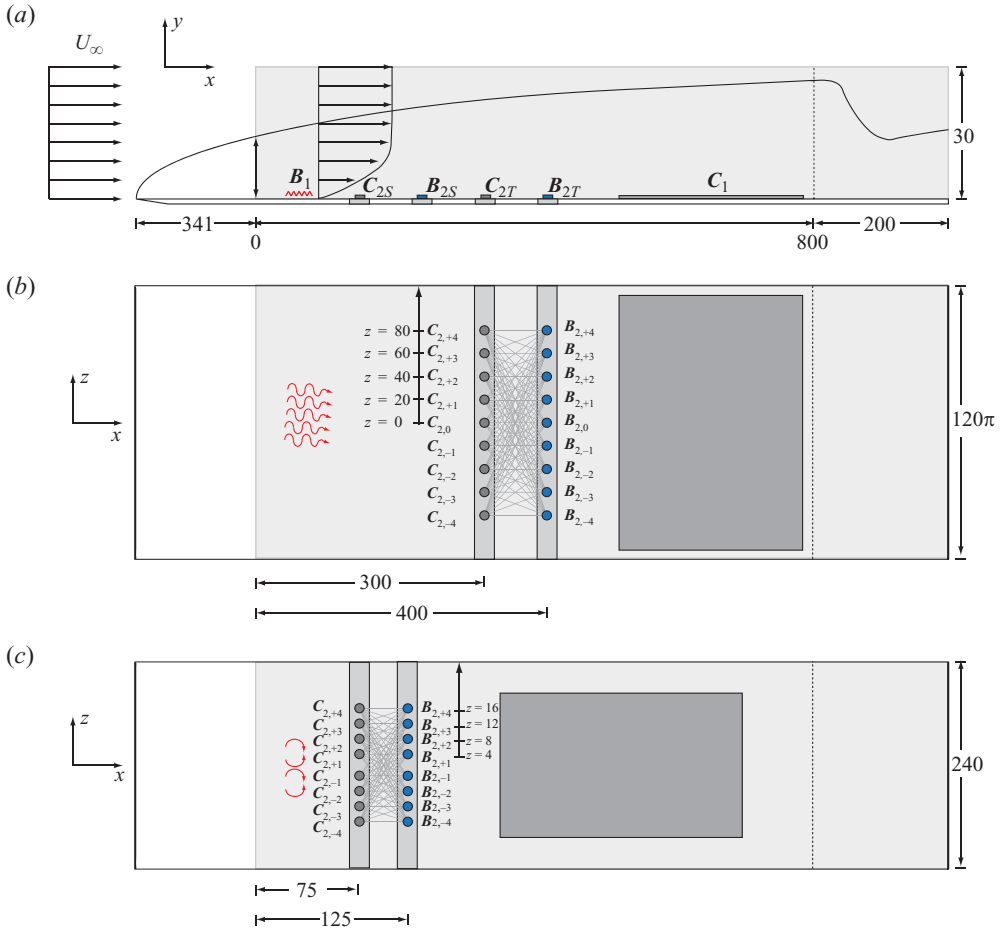 (a)
y
U∞
x
30
B1
C2S
B2S
C2T
B2T
C1
341
0
800
200
(b)
z = 80
C2,+4
B2,+4
z = 60
C2,+3
B2,+3
z = 40
C2,+2
B2,+2
z = 20
C2,+1
B2,+1
z = 0
C2,0
B2,0
C2,−1
B2,−1
C2,−2
B2,−2
C2,−3
B2,−3
C2,−4
B2,−4
z
x
120π
300
400
(c)
C2,+4
B2,+4
z = 16
C2,+3
B2,+3
z = 12
C2,+2
B2,+2
z = 8
C2,+1
B2,+1
z = 4
C2,−1
B2,−1
C2,−2
B2,−2
C2,−3
B2,−3
C2,−4
B2,−4
z
x
240
75
125